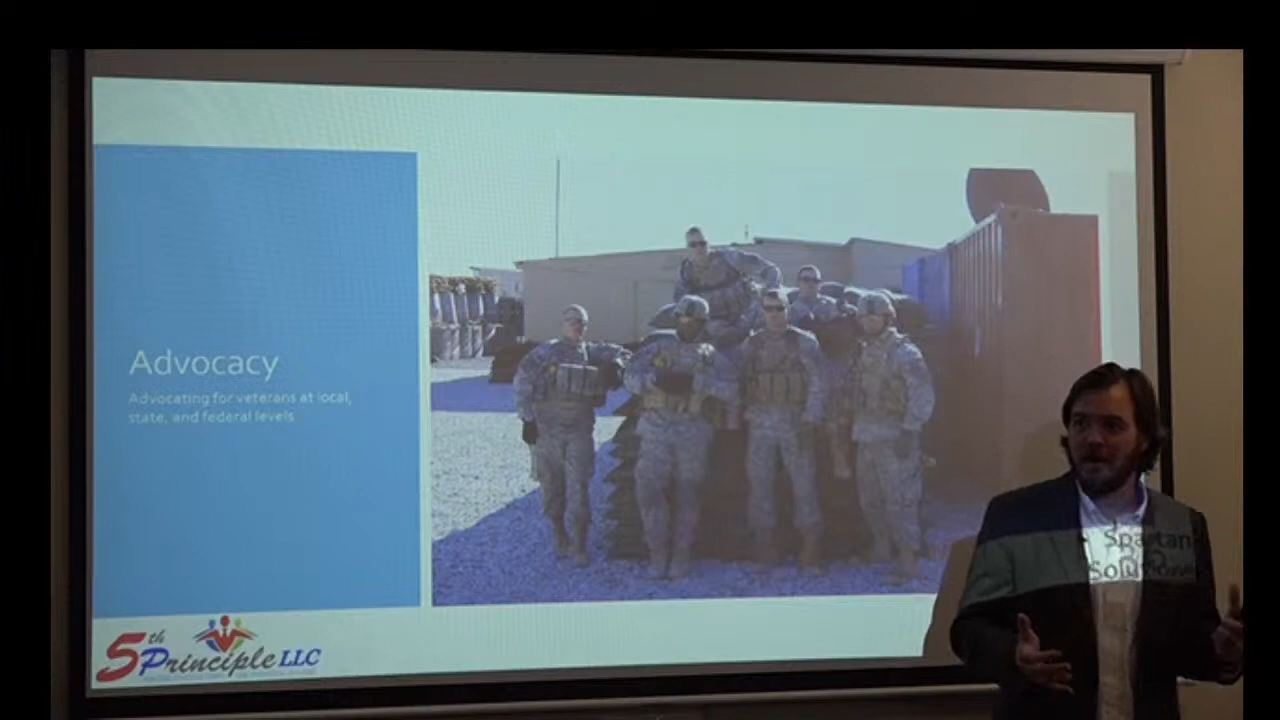 Advocacy
Advocating for veterans at local,
state, and federal levels
5th
Principle LLC
• Spartan
Solutions